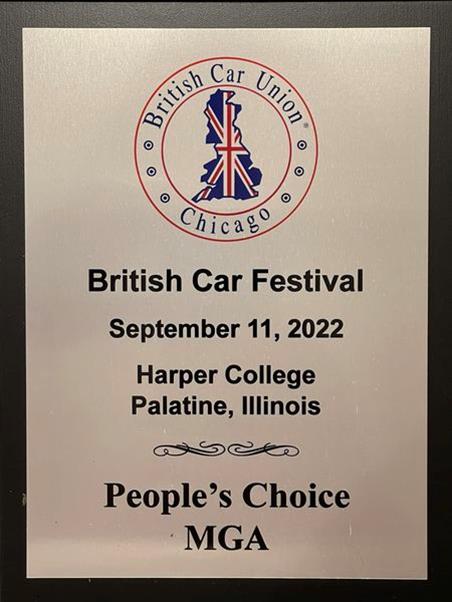 British Car Union®
Chicago
British Car Festival
September 11, 2022
Harper College
Palatine, Illinois
People's Choice
MGA